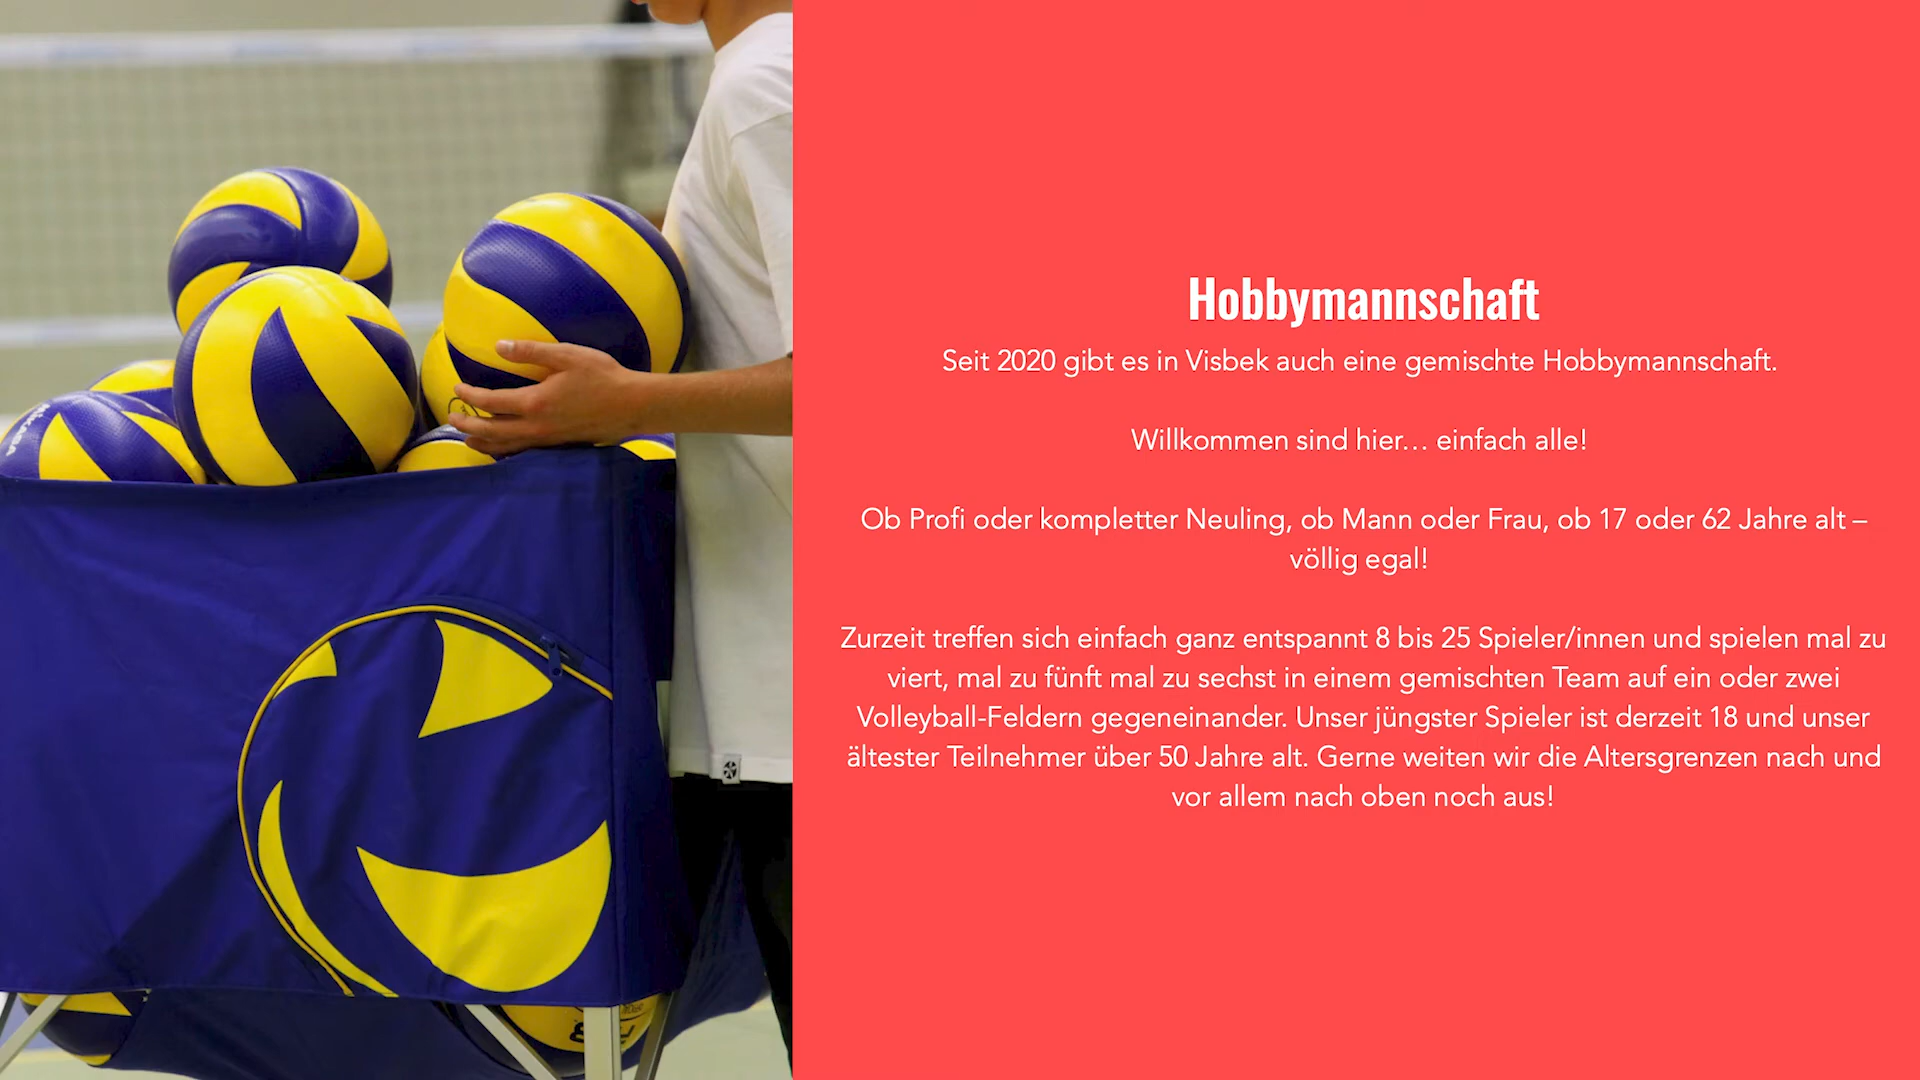 Hobbymannschaft
Seit 2020 gibt es in Visbek auch eine gemischte Hobbymannschaft.
Willkommen sind hier… einfach alle!
Ob Profi oder kompletter Neuling, ob Mann oder Frau, ob 17 oder 62 Jahre alt –
völlig egal!
Zurzeit treffen sich einfach ganz entspannt 8 bis 25 Spieler/innen und spielen mal zu
viert, mal zu fünft mal zu sechst in einem gemischten Team auf ein oder zwei
Volleyball-Feldern gegeneinander. Unser jüngster Spieler ist derzeit 18 und unser
ältester Teilnehmer über 50 Jahre alt. Gerne weiten wir die Altersgrenzen nach und
vor allem nach oben noch aus!